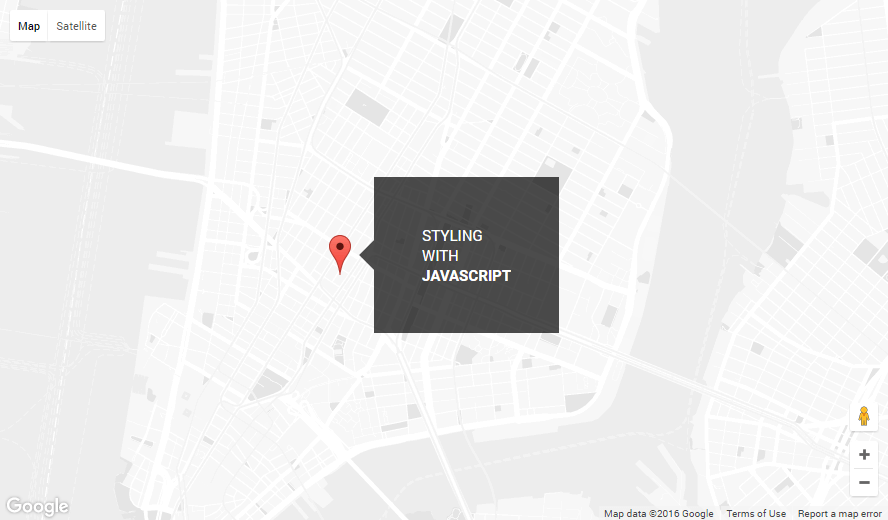 Map Satellite
STYLING
WITH
JAVASCRIPT
Google
Map data ©2016 Google Terms of Use Report a map error